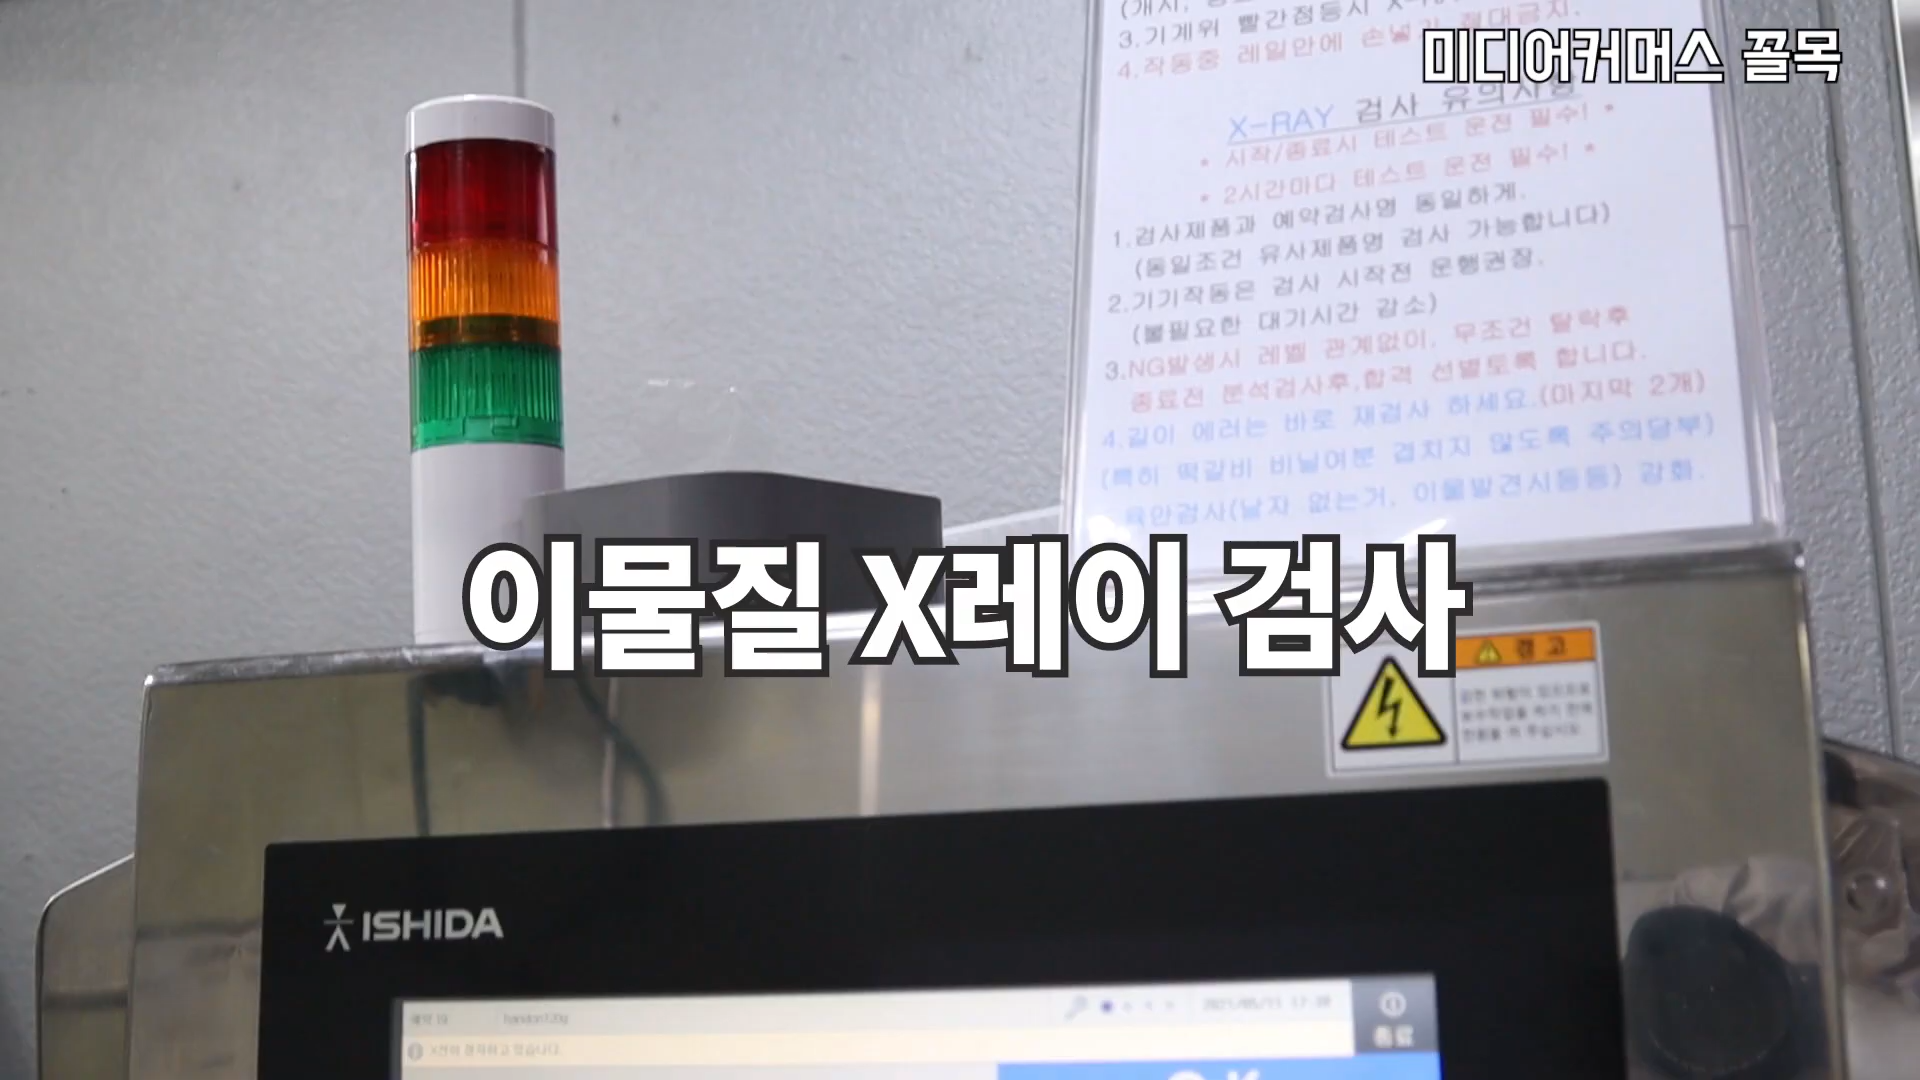 미디어커머스 꼴목
3.기계위 빨간점등시
4.작동중 레일안에 손넣기 절대금지.
X-RAY 검사 유의사항
* 시작/종료시 테스트 운전 필수! *
* 2시간마다 테스트 운전 필수! *
1.검사제품과 예약검사명 동일하게.
(동일조건 유사제품명 검사 가능합니다)
2.기기작동은 검사 시작전 운행권장.
(불필요한 대기시간 감소)
3.NG발생시 레벨 관계없이, 무조건 탈락후
종료전 분석검사후,합격 선별토록 합니다.
4.길이 에러는 바로 재검사 하세요.(마지막 2개)
(특히 떡갈비 비닐여분 겹치지 않도록 주의당부)
육안검사(날자 없는거, 이물발견시등등) 강화.
이물질 X레이 검사
경고
ISHIDA
종료